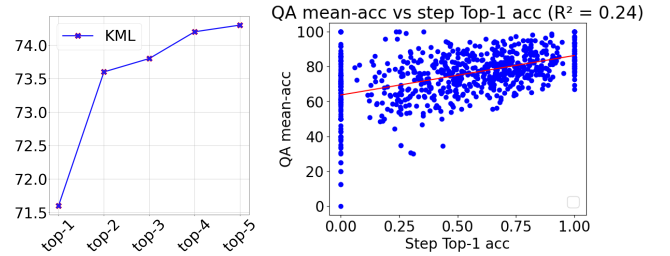 KML
74.0
73.5
73.0
72.5
72.0
71.5
top-1
top-2
top-3
top-4
top-5
QA mean-acc vs step Top-1 acc (R² = 0.24)
QA mean-acc
100
80
60
40
20
0
0.00 0.25 0.50 0.75 1.00
Step Top-1 acc